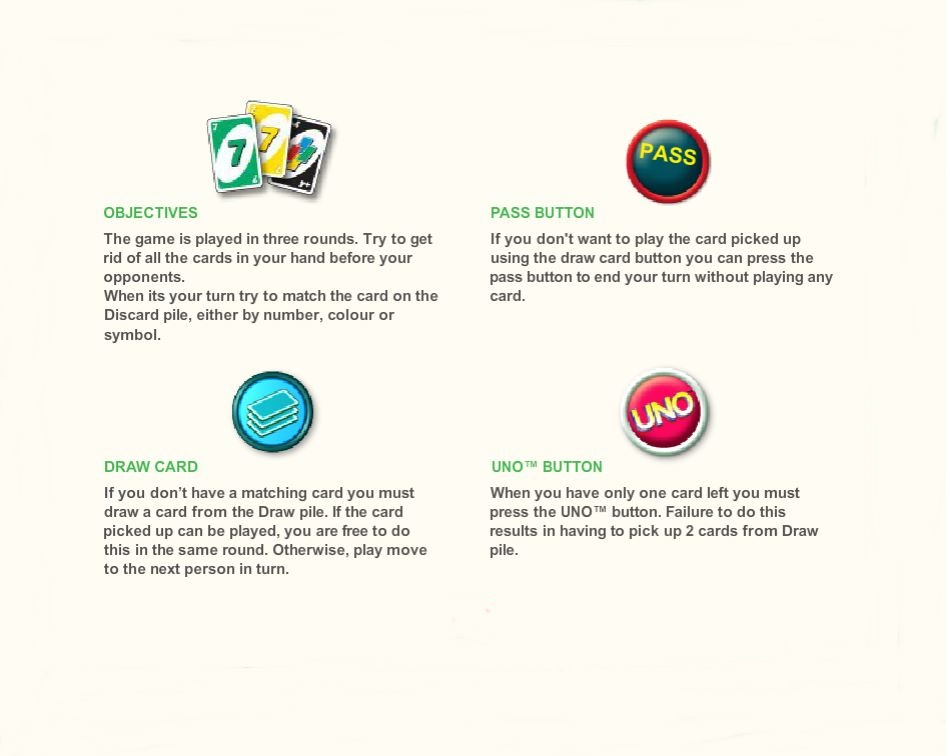 7
7
PASS
OBJECTIVES
The game is played in three rounds. Try to get
rid of all the cards in your hand before your
opponents.
When its your turn try to match the card on the
Discard pile, either by number, colour or
symbol.
PASS BUTTON
If you don't want to play the card picked up
using the draw card button you can press the
pass button to end your turn without playing any
card.
DRAW CARD
If you don’t have a matching card you must
draw a card from the Draw pile. If the card
picked up can be played, you are free to do
this in the same round. Otherwise, play move
to the next person in turn.
UNO
UNO™ BUTTON
When you have only one card left you must
press the UNO™ button. Failure to do this
results in having to pick up 2 cards from Draw
pile.